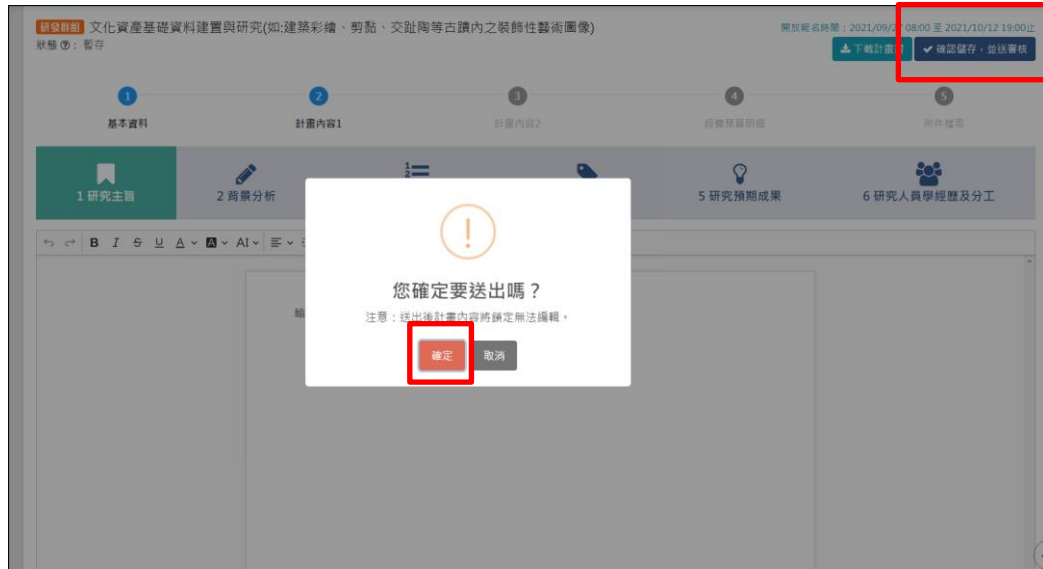 研發群組 文化資產基礎資料建置與研究(如:建築彩繪、剪黏、交趾陶等古蹟內之裝飾性藝術圖像)
開放報名時間：2021/09/2 08:00 至 2021/10/12 19:00止
狀態 ?： 暫存
下載計畫
確認儲存，並送審核
1 2 3 4 5
基本資料 計畫內容1 計畫內容2 經費預算明細 附件檔案
1 研究主旨 2 背景分析 5 研究預期成果 6 研究人員學經歷及分工
B I S U A A AI
!
您確定要送出嗎？
注意：送出後計畫內容將鎖定無法編輯。
確定 取消